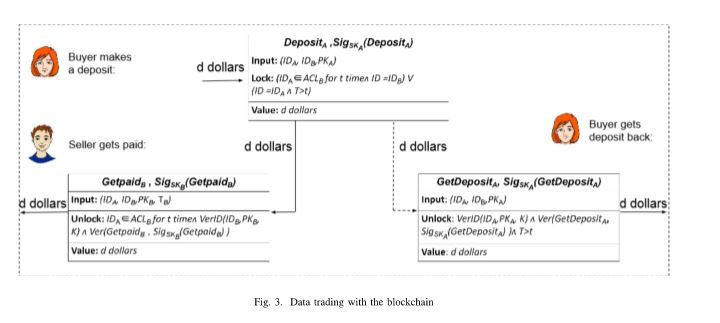 Buyer makes
a deposit:
d dollars
Deposit_A ,Sig_SK_A(Deposit_A)
Input: (ID_A, ID_B,PK_A)
Lock: (ID_A∈ACL_B for t time∧ ID =ID_B) V
(ID =ID_A ∧ T>t)
Value: d dollars
Seller gets paid:
d dollars
d dollars
Buyer gets
deposit back:
Getpaid_B , Sig_SK_B(Getpaid_B)
d dollars
Input: (ID_A, ID_B,PK_B, T_B)
Unlock: ID_A∈ACL_B for t time∧ VerID(ID_B,PK_B,
K) ∧ Ver(Getpaid_B , Sig_SK_B(Getpaid_B) )
Value: d dollars
GetDeposit_A, Sig_SK_A(GetDeposit_A)
Input: (ID_A, ID_B,PK_A)
d dollars
Unlock: VerID(ID_A,PK_A, K) ∧ Ver(GetDeposit_A,
Sig_SK_A(GetDeposit_A) )∧ T>t
Value: d dollars
Fig. 3. Data trading with the blockchain